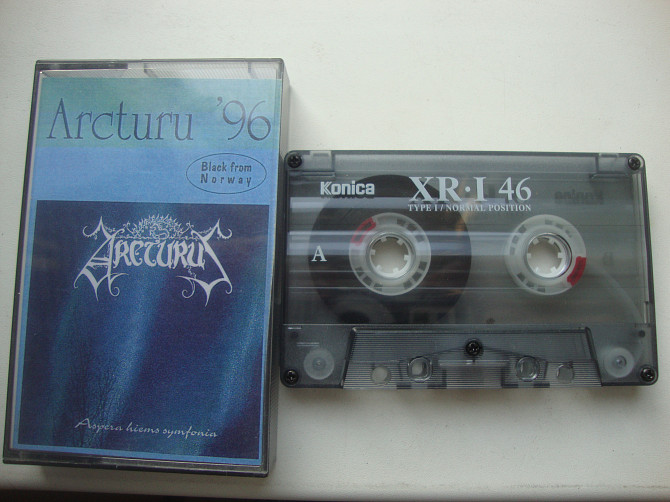 Arcturu '96
Black from
Norway
ARCTURUS
Aspera hiems symfonia
Konica
XR·I 46
TYPE I / NORMAL POSITION
A